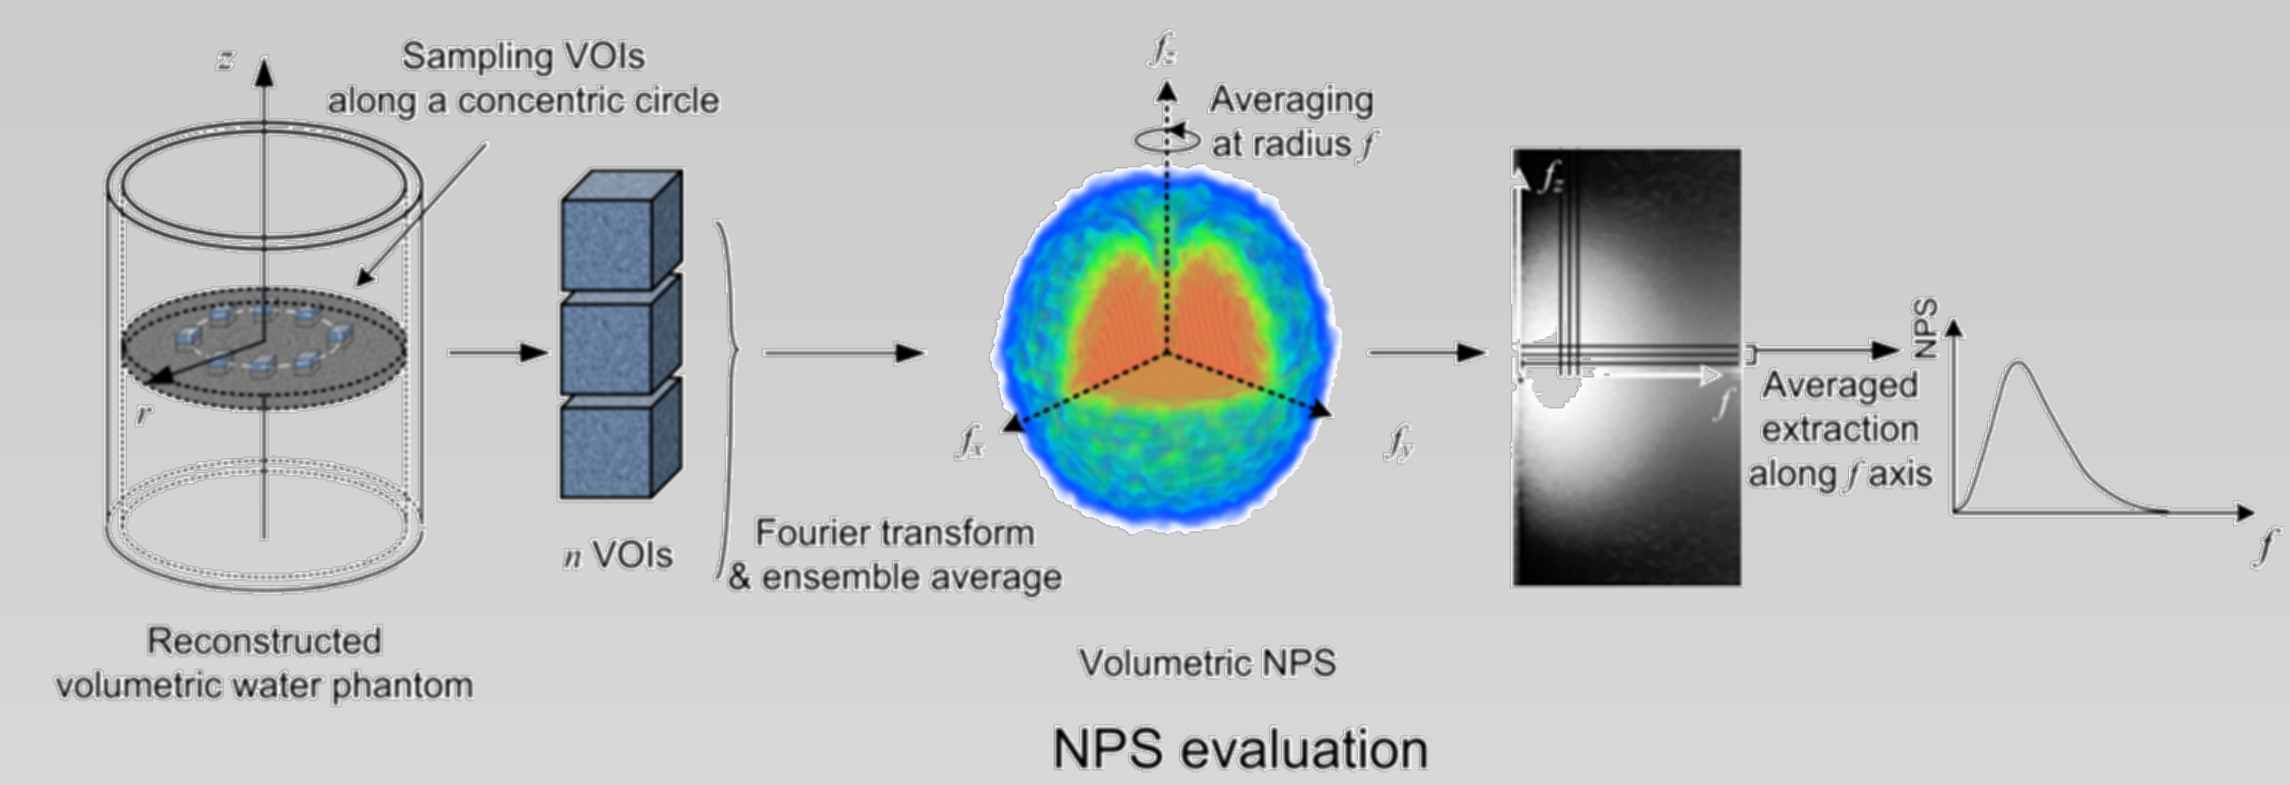 z
Sampling VOIs
along a concentric circle
r
Reconstructed
volumetric water phantom
n VOIs
Fourier transform
& ensemble average
fz
Averaging
at radius f
fx
fy
Volumetric NPS
fz
f
Averaged
extraction
along f axis
NPS
f
NPS evaluation